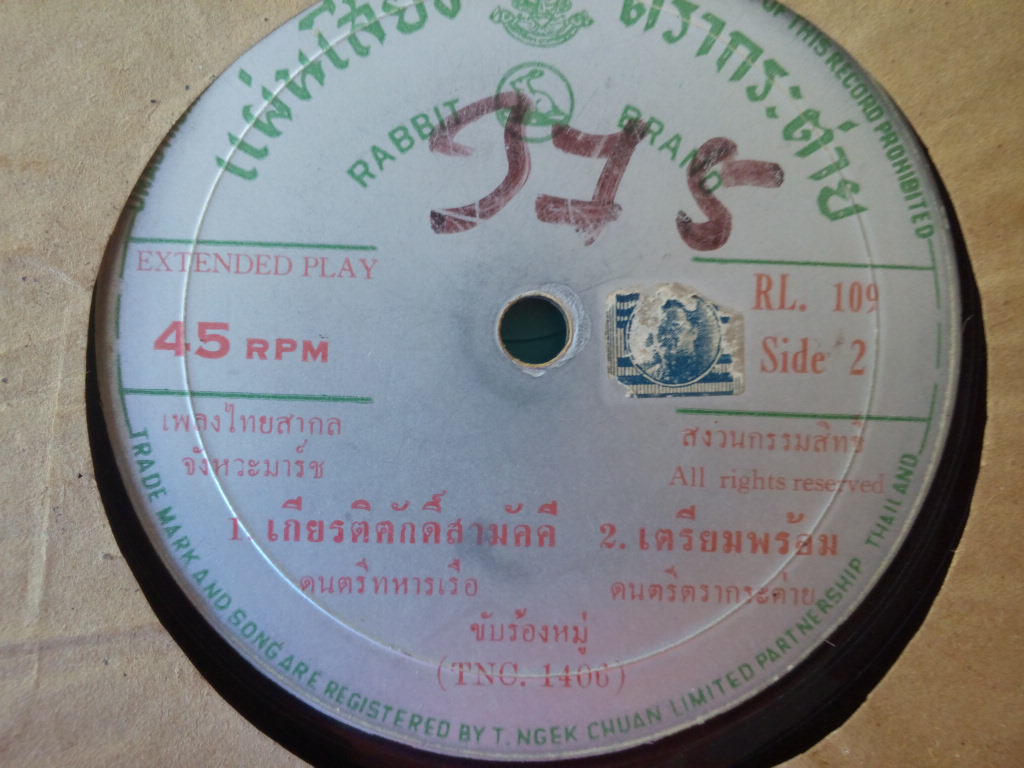 แผ่นเสียง ตรากระต่าย
OF THIS RECORD PROHIBITED
RABBIT BRAND
EXTENDED PLAY
RL. 109
45 RPM
Side 2
เพลงไทยสากล
จังหวะมาร์ช
สงวนกรรมสิทธิ์
All rights reserved
1. เกียรติศักดิ์สามัคคี
2. เตรียมพร้อม
ดนตรีทหารเรือ
ดนตรีตรากระต่าย
ขับร้องหมู่
(TNC. 1406)
TRADE MARK AND SONG ARE REGISTERED BY T. NGEK CHUAN LIMITED PARTNERSHIP THAILAND